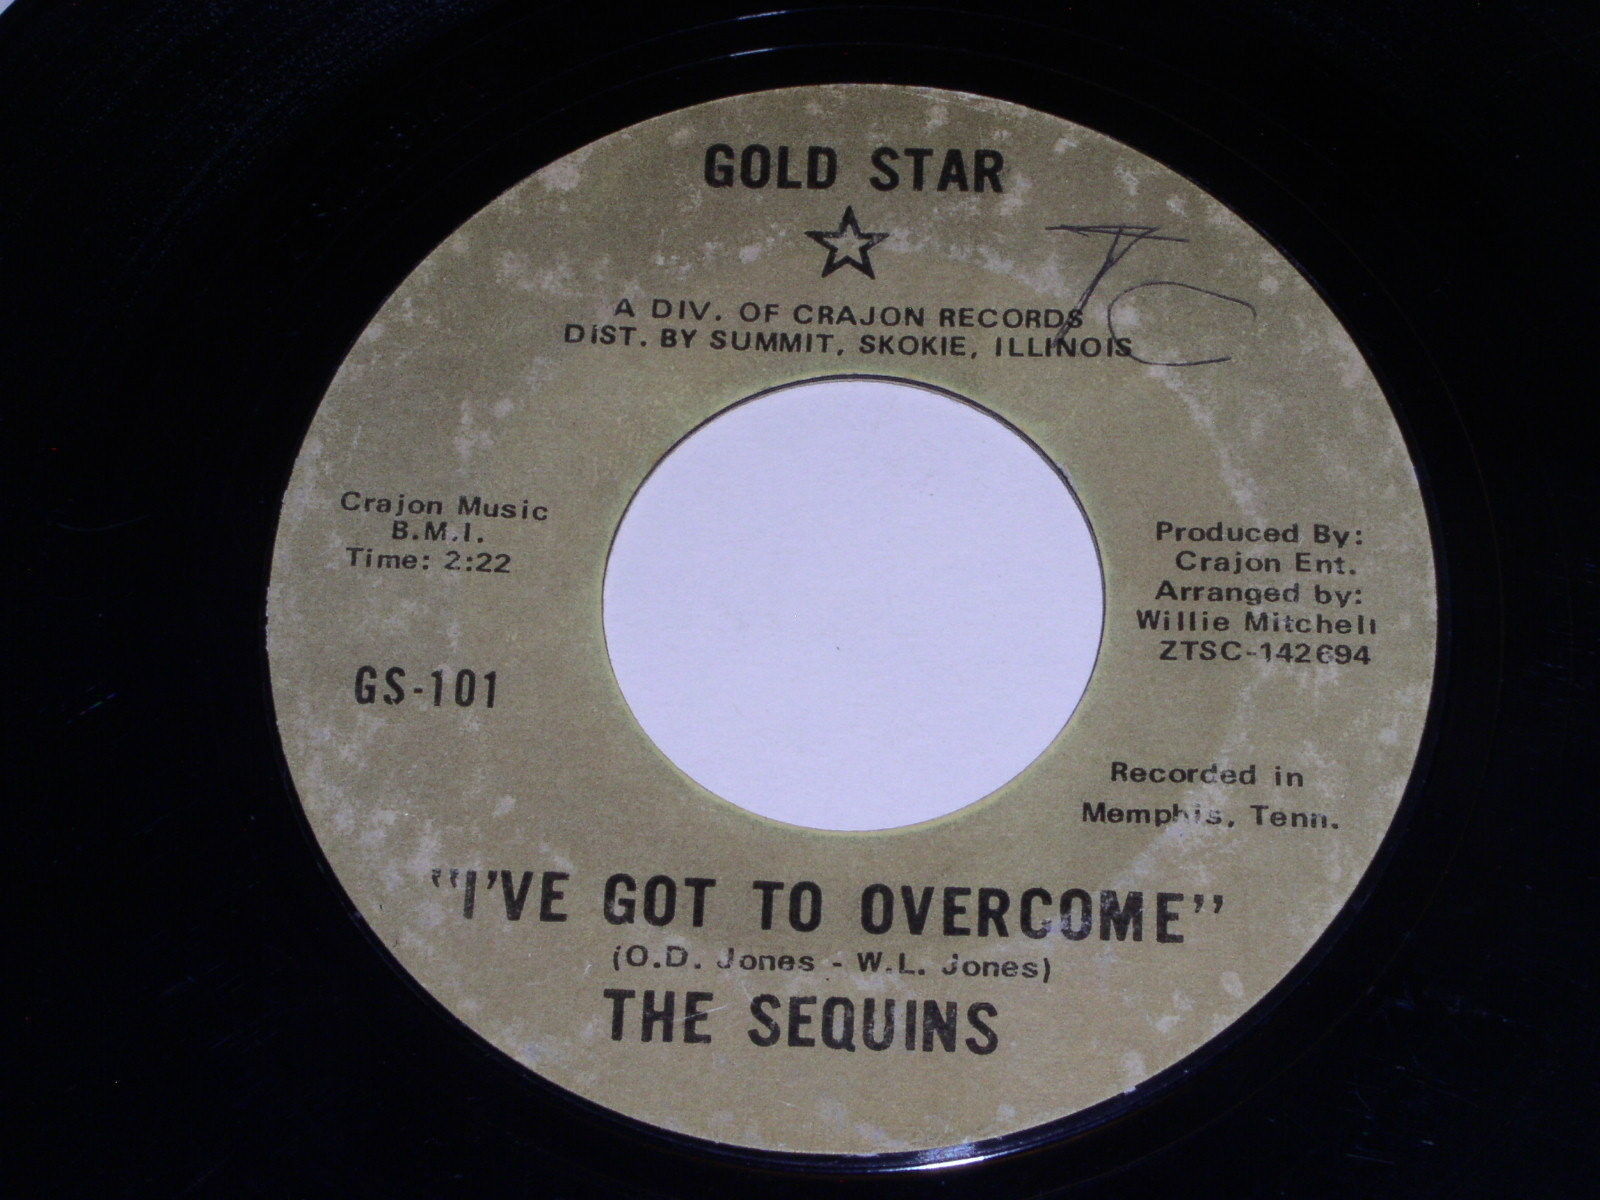 GOLD STAR
TC
A DIV. OF CRAJON RECORDS
DIST. BY SUMMIT, SKOKIE, ILLINOIS
Crajon Music
B.M.I.
Time: 2:22
GS-101
Produced By:
Crajon Ent.
Arranged by:
Willie Mitchell
ZTSC-142694
Recorded in
Memphis, Tenn.
"I'VE GOT TO OVERCOME"
(O.D. Jones - W.L. Jones)
THE SEQUINS